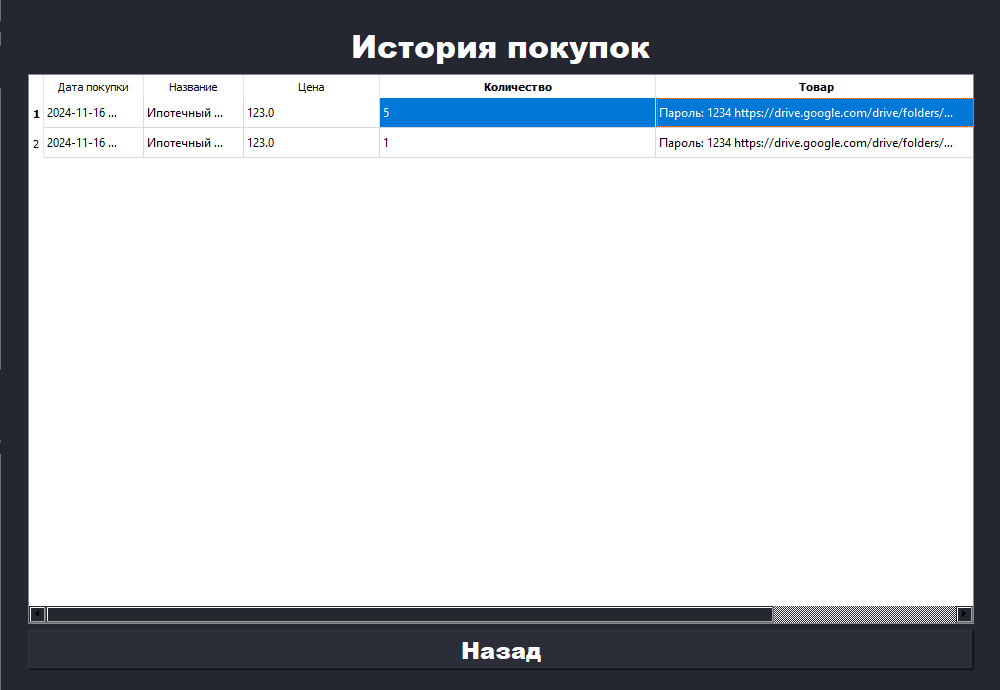 История покупок
Дата покупки Название Цена Количество Товар
1 2024-11-16 ... Ипотечный ... 123.0 5 Пароль: 1234 https://drive.google.com/drive/folders/...
2 2024-11-16 ... Ипотечный ... 123.0 1 Пароль: 1234 https://drive.google.com/drive/folders/...
Назад